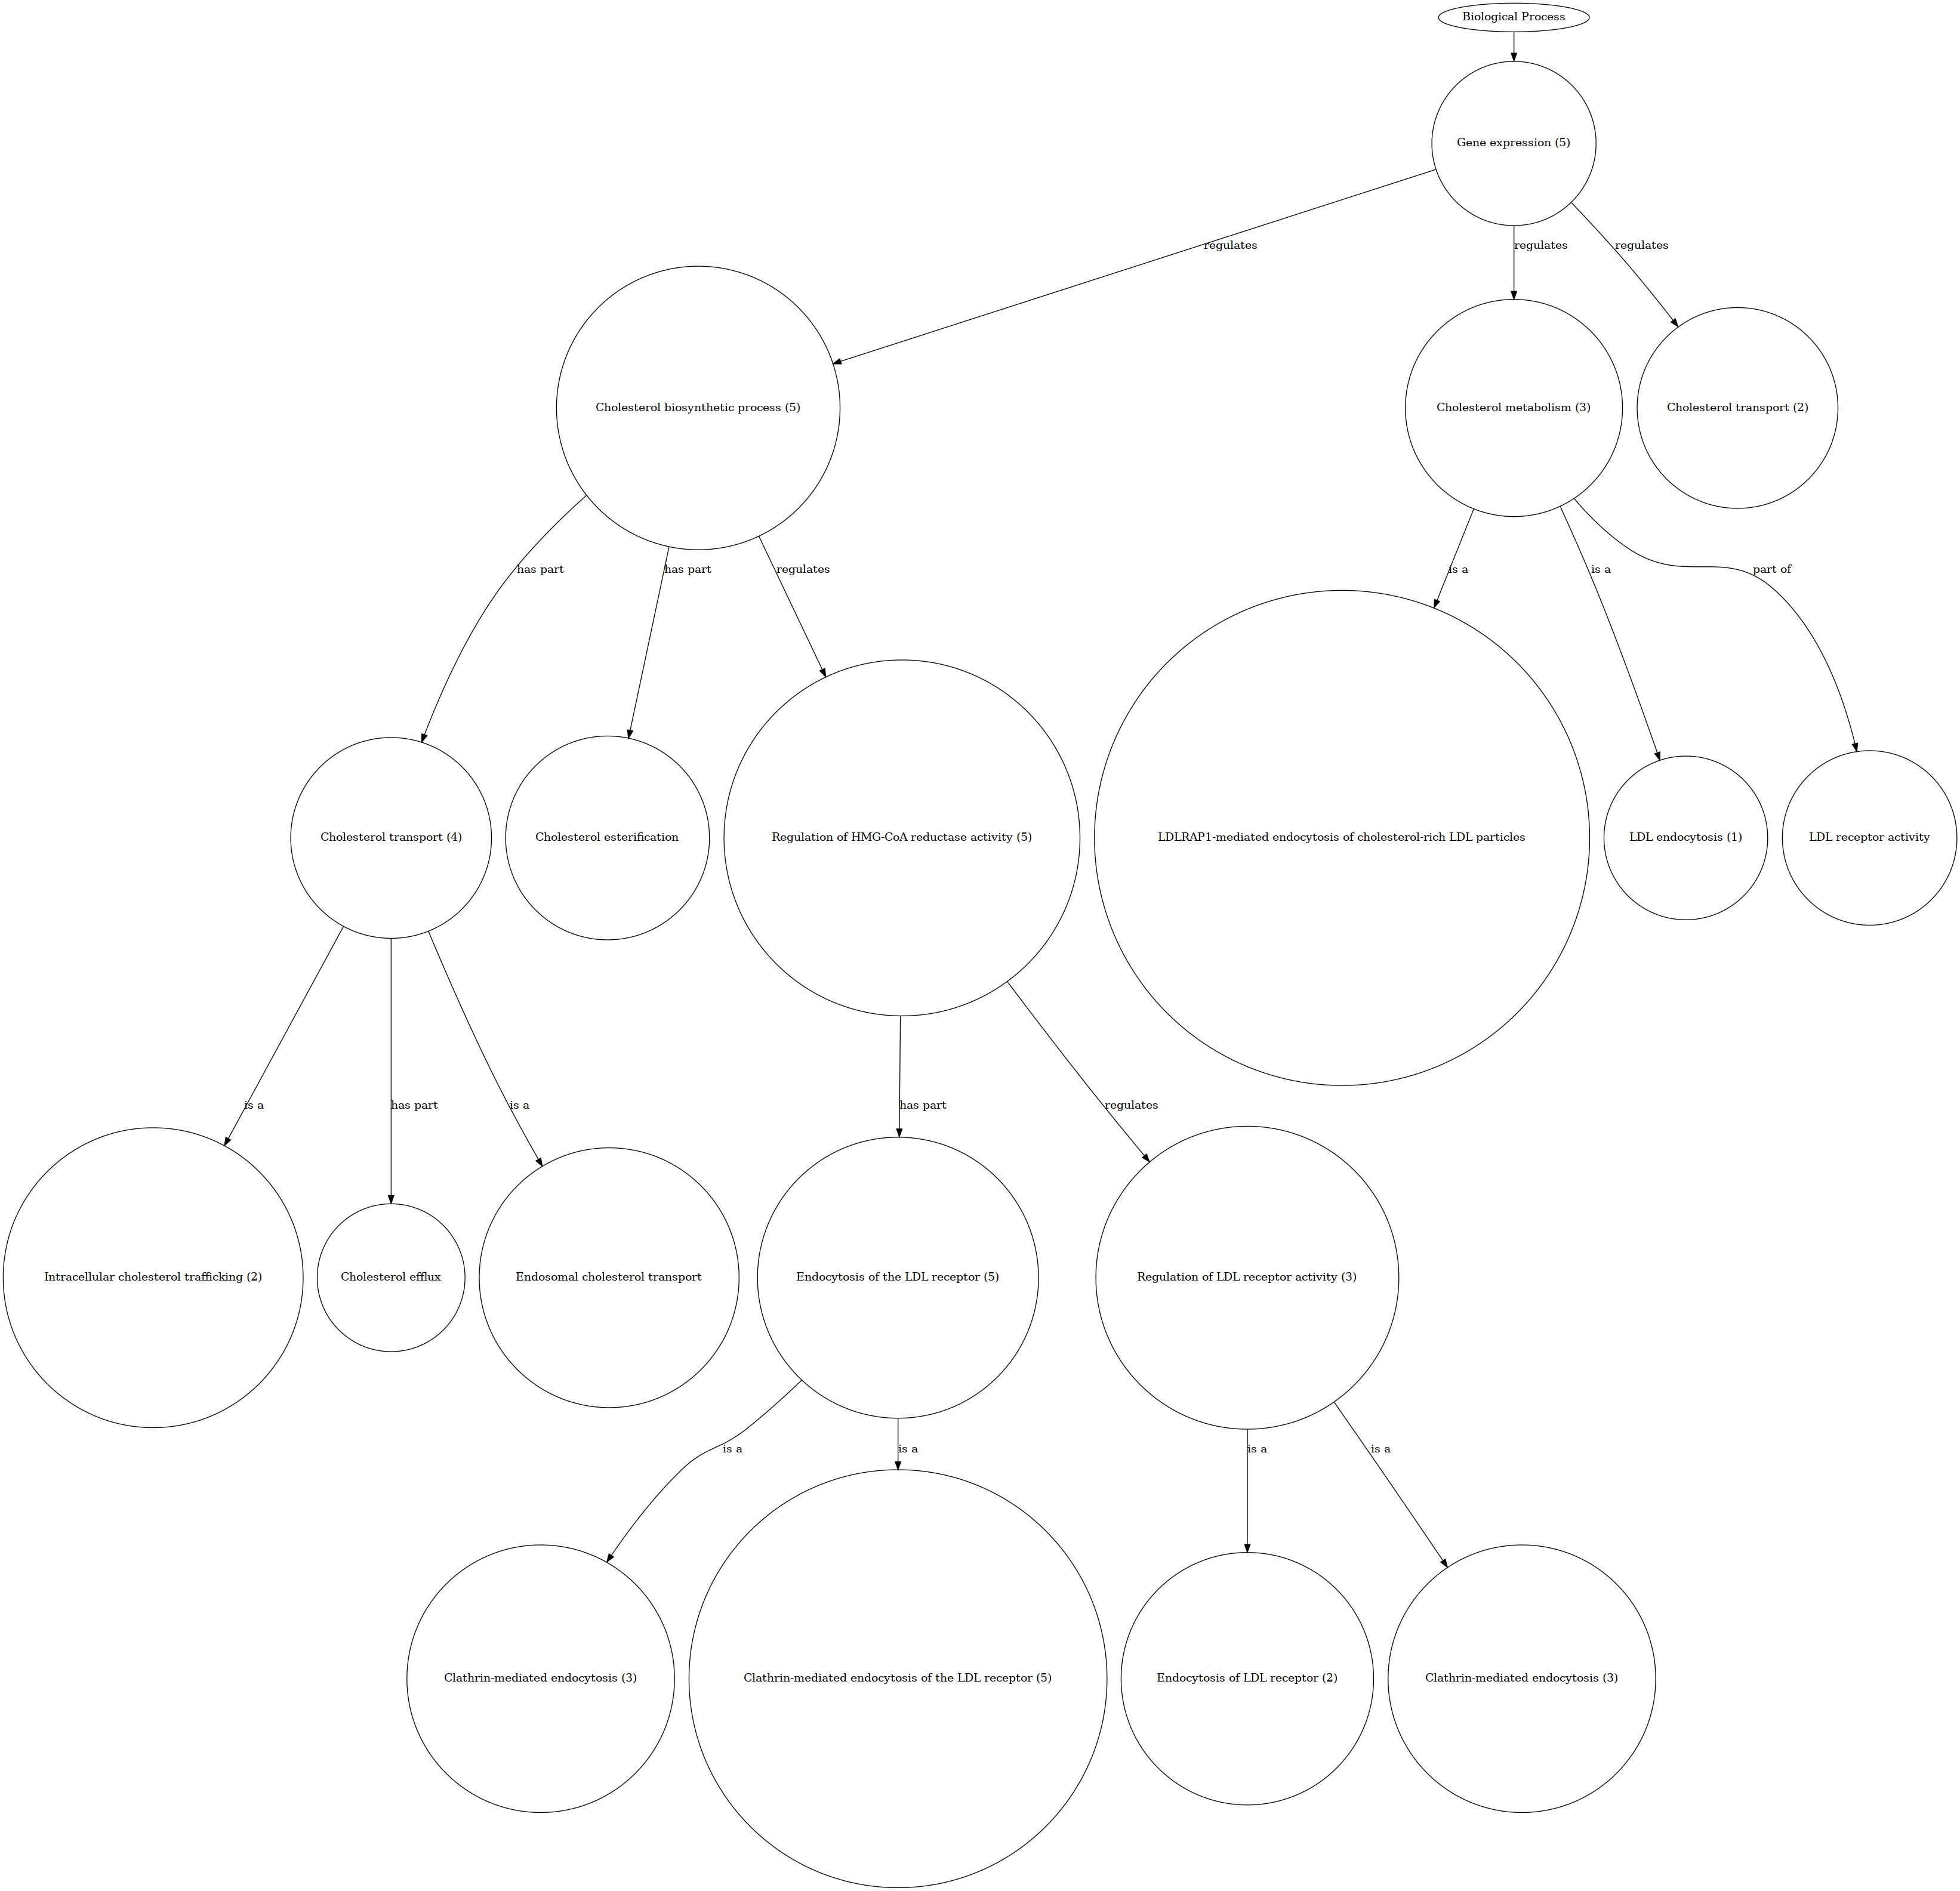 Biological Process
Gene expression (5)
regulates
regulates
regulates
Cholesterol biosynthetic process (5)
Cholesterol metabolism (3)
Cholesterol transport (2)
has part
has part
regulates
is a
is a
part of
Cholesterol transport (4)
Cholesterol esterification
Regulation of HMG-CoA reductase activity (5)
LDLRAP1-mediated endocytosis of cholesterol-rich LDL particles
LDL endocytosis (1)
LDL receptor activity
is a
has part
is a
has part
regulates
Intracellular cholesterol trafficking (2)
Cholesterol efflux
Endosomal cholesterol transport
Endocytosis of the LDL receptor (5)
Regulation of LDL receptor activity (3)
is a
is a
is a
is a
Clathrin-mediated endocytosis (3)
Clathrin-mediated endocytosis of the LDL receptor (5)
Endocytosis of LDL receptor (2)
Clathrin-mediated endocytosis (3)